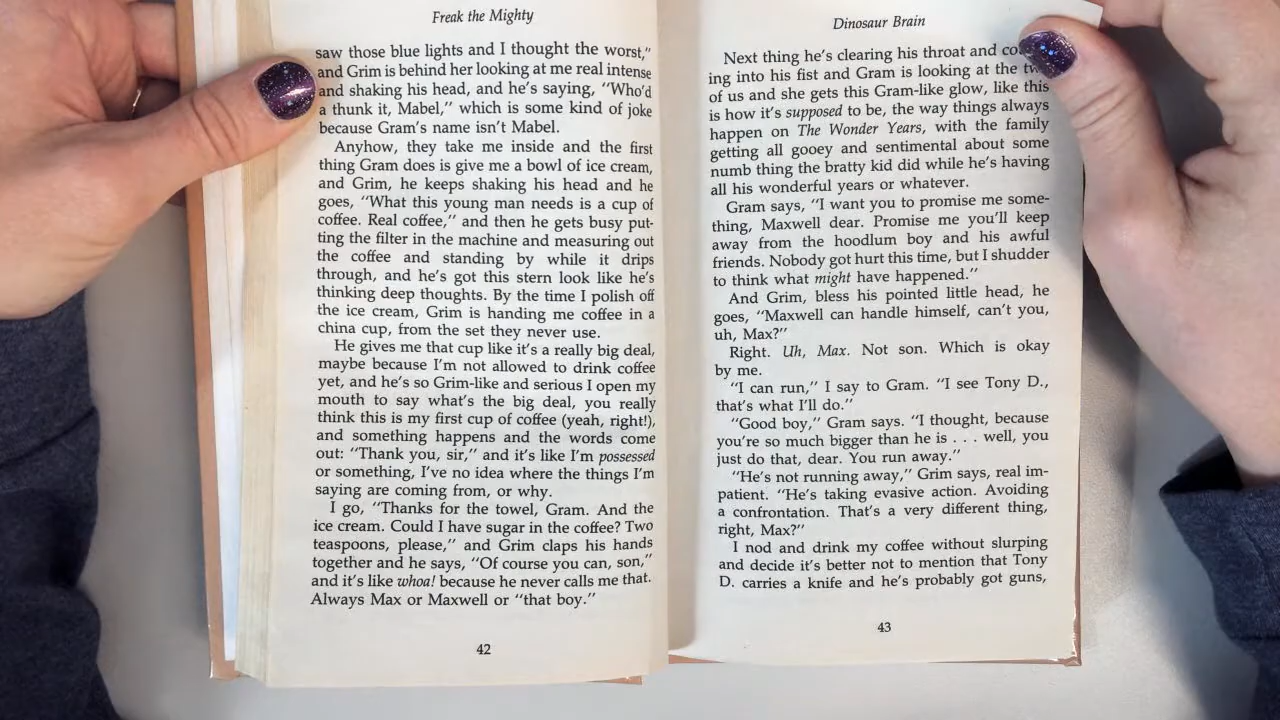 Freak the Mighty
saw those blue lights and I thought the worst,"
and Grim is behind her looking at me real intense
and shaking his head, and he's saying, "Who'd
a thunk it, Mabel," which is some kind of joke
because Gram's name isn't Mabel.
Anyhow, they take me inside and the first
thing Gram does is give me a bowl of ice cream,
and Grim, he keeps shaking his head and he
goes, "What this young man needs is a cup of
coffee. Real coffee," and then he gets busy put-
ting the filter in the machine and measuring out
the coffee and standing by while it drips
through, and he's got this stern look like he's
thinking deep thoughts. By the time I polish off
the ice cream, Grim is handing me coffee in a
china cup, from the set they never use.
He gives me that cup like it's a really big deal,
maybe because I'm not allowed to drink coffee
yet, and he's so Grim-like and serious I open my
mouth to say what's the big deal, you really
think this is my first cup of coffee (yeah, right!),
and something happens and the words come
out: "Thank you, sir," and it's like I'm possessed
or something, I've no idea where the things I'm
saying are coming from, or why.
I go, "Thanks for the towel, Gram. And the
ice cream. Could I have sugar in the coffee? Two
teaspoons, please," and Grim claps his hands
together and he says, "Of course you can, son,"
and it's like whoa! because he never calls me that.
Always Max or Maxwell or "that boy."
42
Dinosaur Brain
Next thing he's clearing his throat and
ing into his fist and Gram is looking at the
of us and she gets this Gram-like glow, like this
is how it's supposed to be, the way things always
happen on The Wonder Years, with the family
getting all gooey and sentimental about some
numb thing the bratty kid did while he's having
all his wonderful years or whatever.
Gram says, "I want you to promise me some-
thing, Maxwell dear. Promise me you'll keep
away from the hoodlum boy and his awful
friends. Nobody got hurt this time, but I shudder
to think what might have happened."
And Grim, bless his pointed little head, he
goes, "Maxwell can handle himself, can't you,
uh, Max?"
Right. Uh, Max. Not son. Which is okay
by me.
"I can run," I say to Gram. "I see Tony D.,
that's what I'll do."
"Good boy," Gram says. "I thought, because
you're so much bigger than he is . . . well, you
just do that, dear. You run away."
"He's not running away," Grim says, real im-
patient. "He's taking evasive action. Avoiding
a confrontation. That's a very different thing,
right, Max?"
I nod and drink my coffee without slurping
and decide it's better not to mention that Tony
D. carries a knife and he's probably got guns,
43